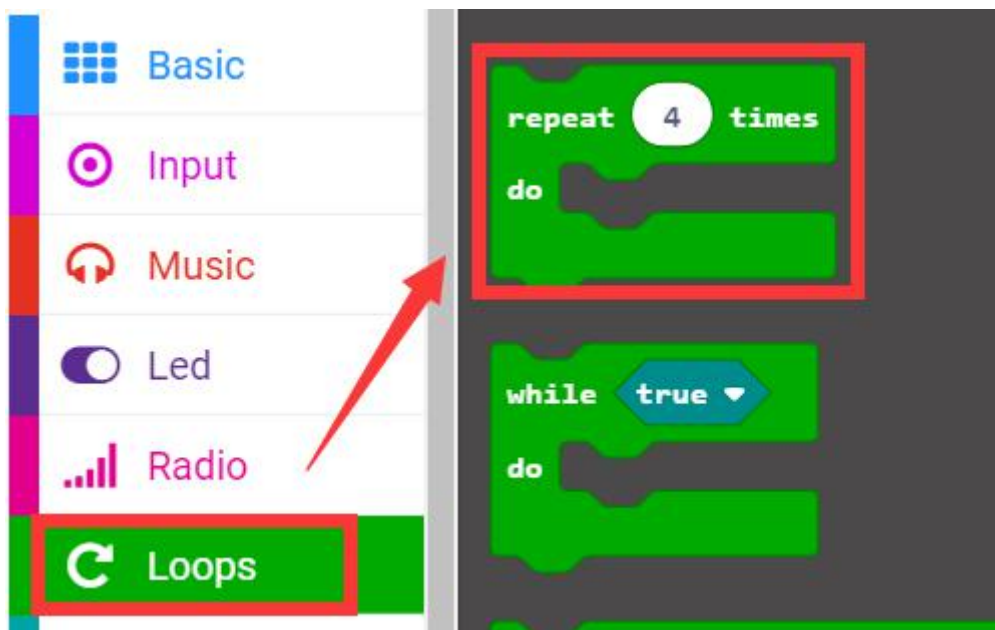 Basic
Input
Music
Led
Radio
Loops
repeat 4 times
do
while true
do